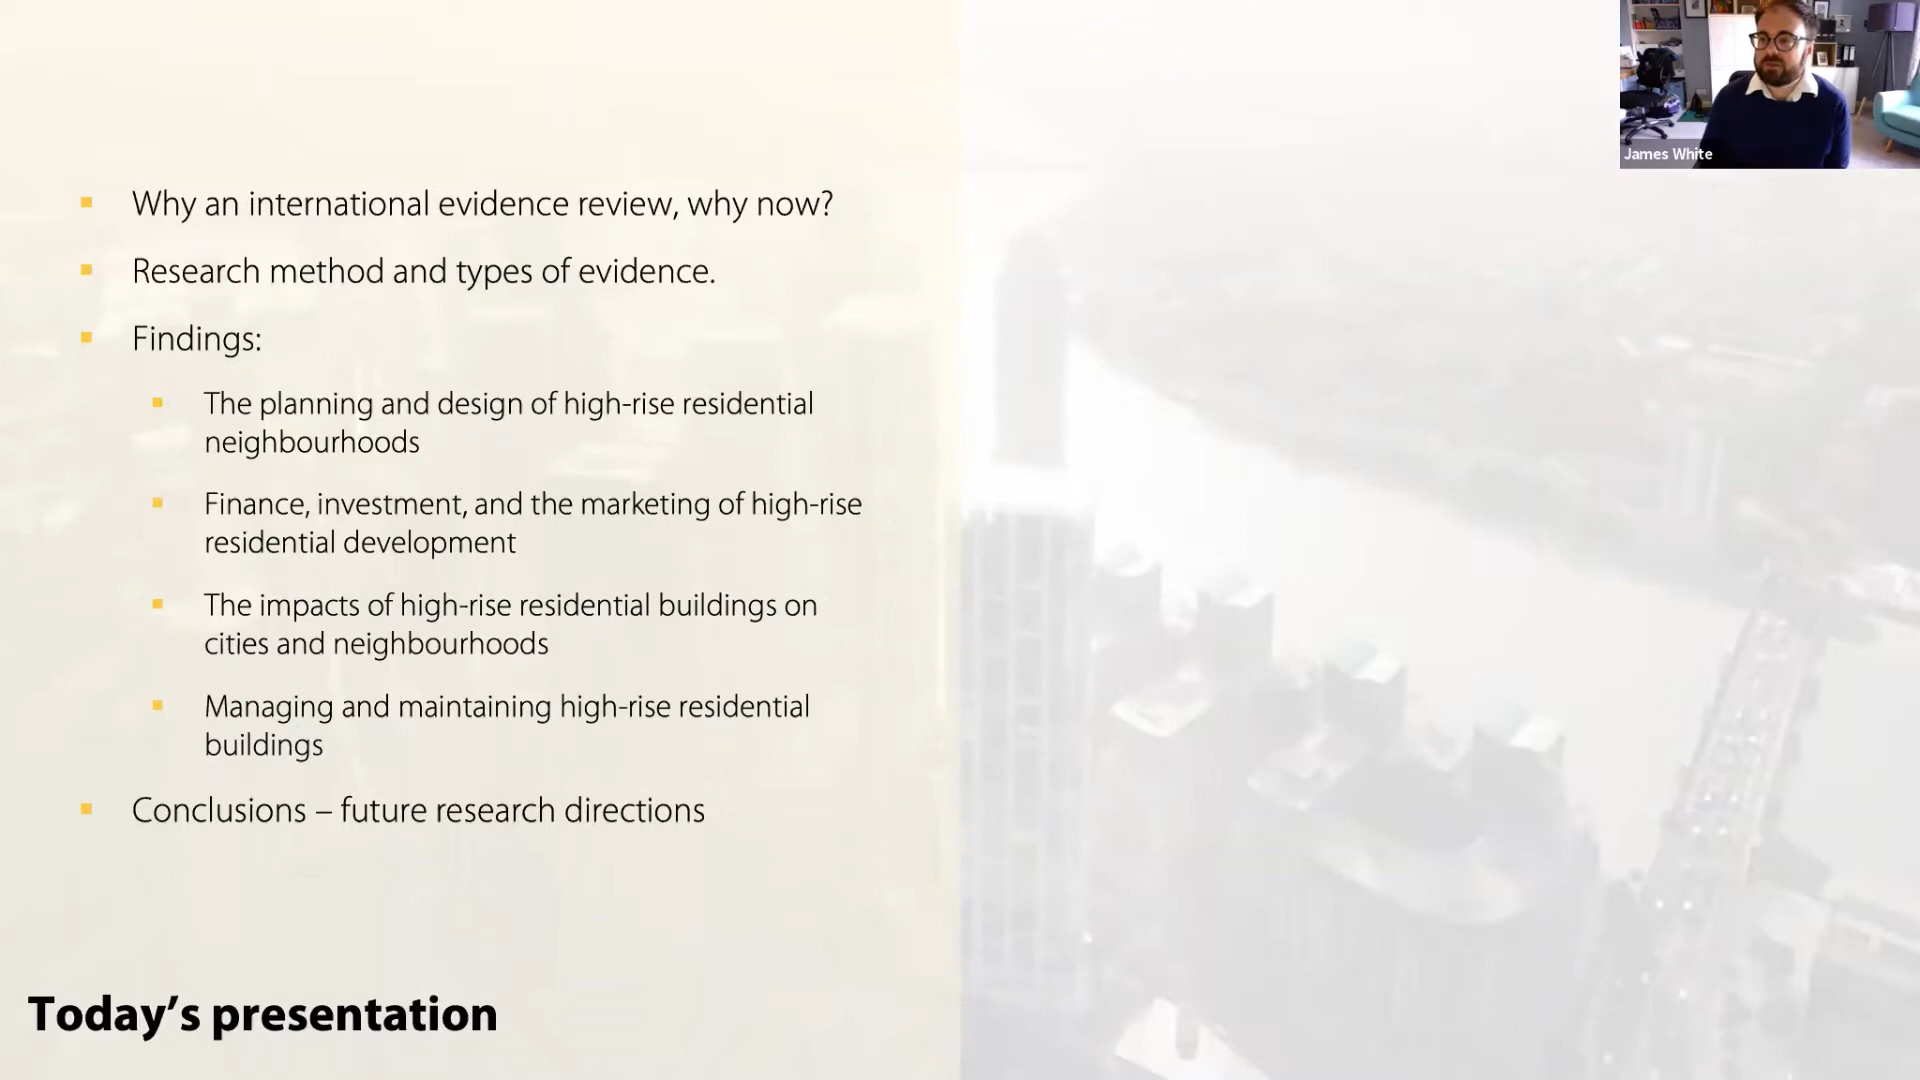 James White
Why an international evidence review, why now?
Research method and types of evidence.
Findings:
The planning and design of high-rise residential
neighbourhoods
Finance, investment, and the marketing of high-rise
residential development
The impacts of high-rise residential buildings on
cities and neighbourhoods
Managing and maintaining high-rise residential
buildings
Conclusions – future research directions
Today’s presentation